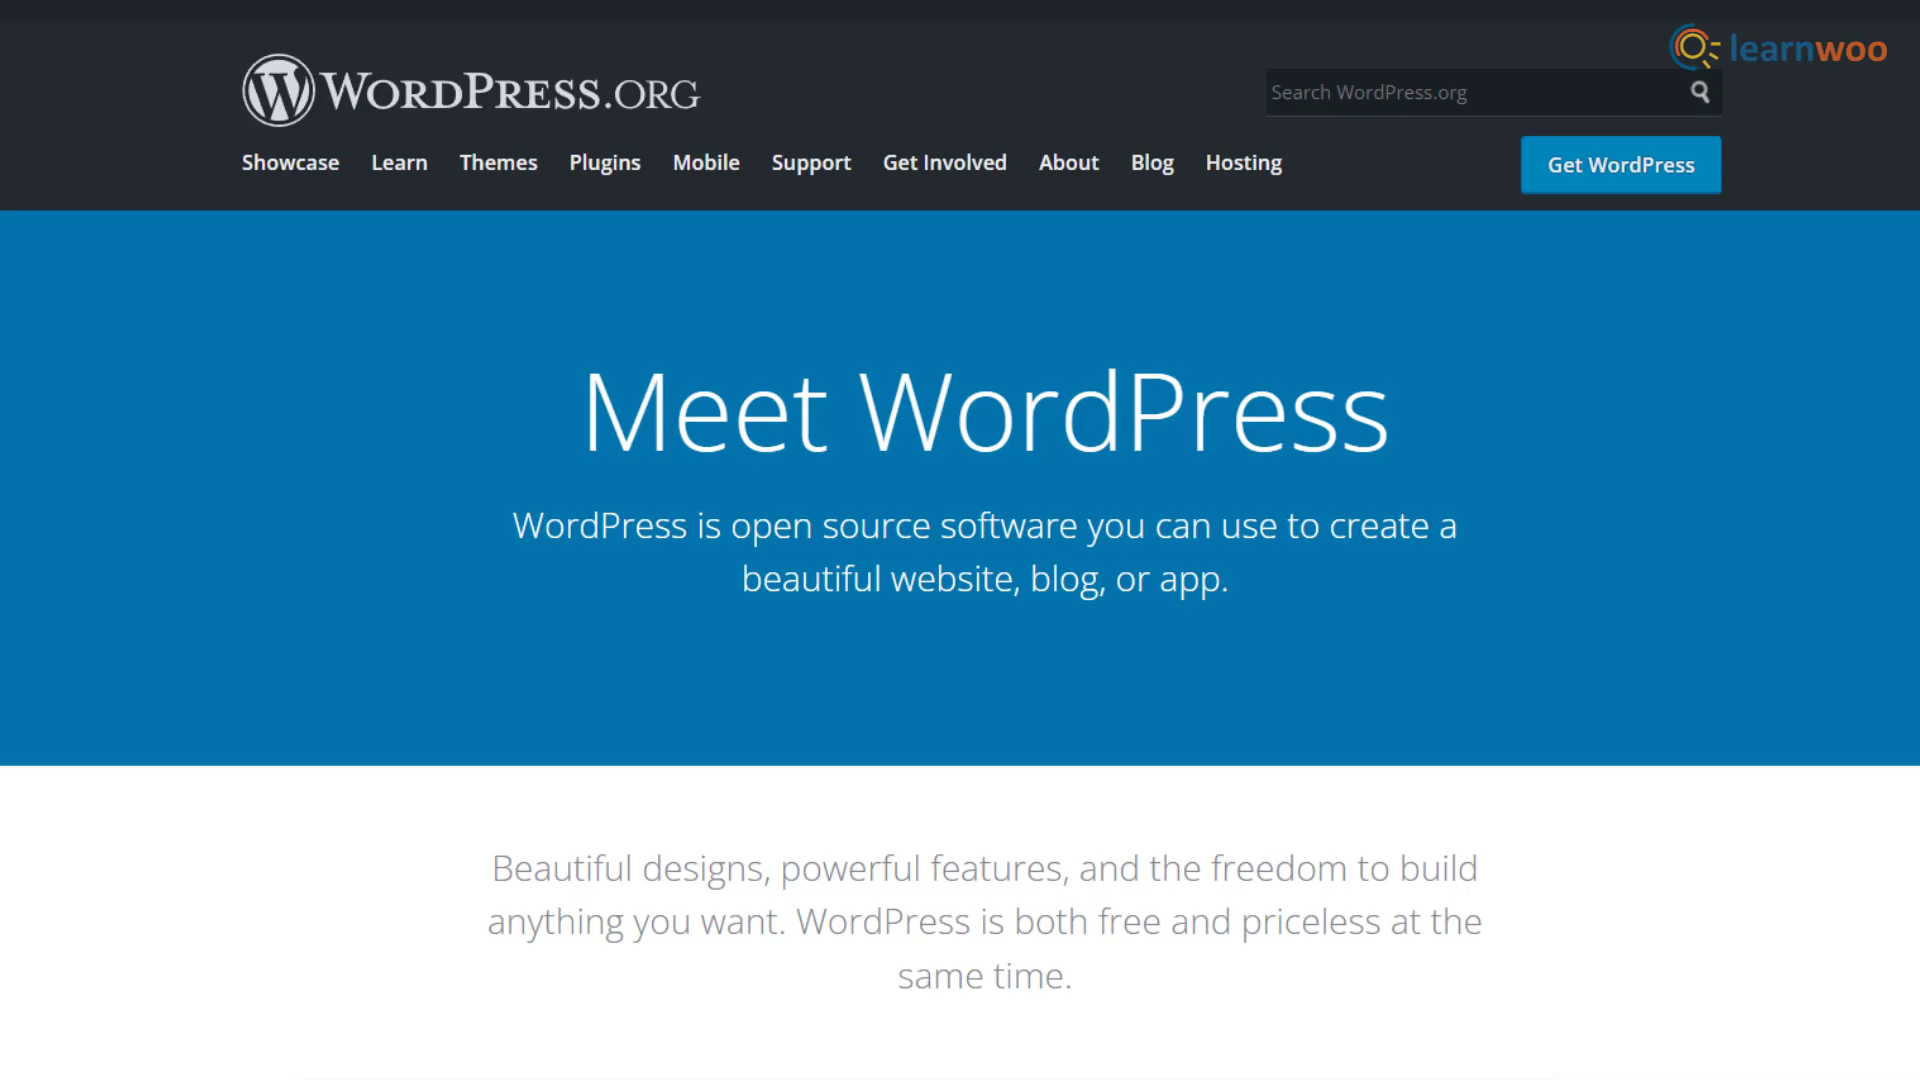 learnwoo
WORDPRESS.ORG
Search WordPress.org
Showcase Learn Themes Plugins Mobile Support Get Involved About Blog Hosting
Get WordPress
Meet WordPress
WordPress is open source software you can use to create a
beautiful website, blog, or app.
Beautiful designs, powerful features, and the freedom to build
anything you want. WordPress is both free and priceless at the
same time.